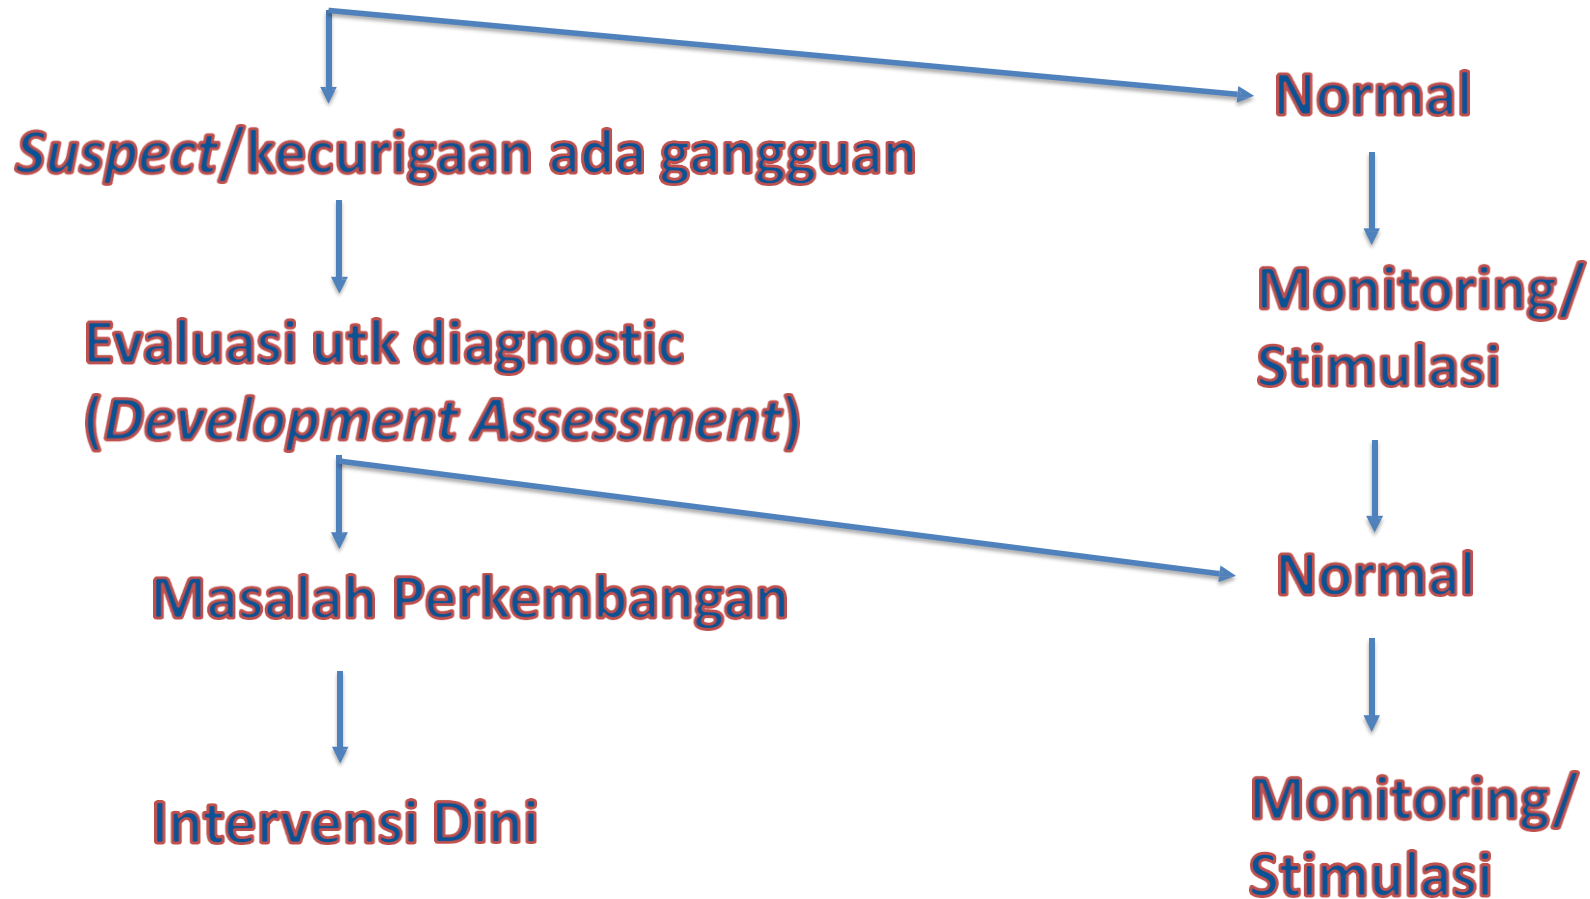 Normal
Suspect/kecurigaan ada gangguan
Monitoring/
Stimulasi
Evaluasi utk diagnostic
(Development Assessment)
Normal
Masalah Perkembangan
Monitoring/
Stimulasi
Intervensi Dini